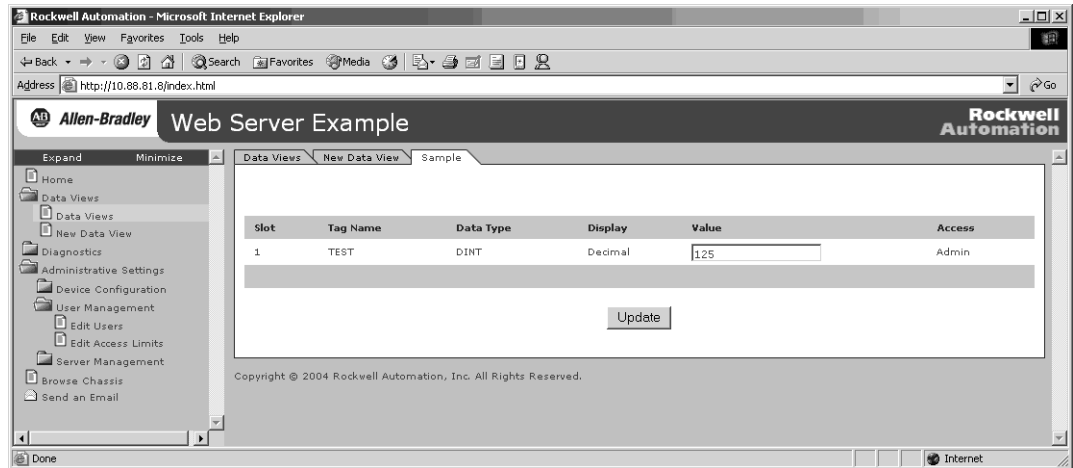 Rockwell Automation - Microsoft Internet Explorer
File Edit View Favorites Tools Help
Back Search Favorites Media
Address http://10.88.81.8/index.html Go
AB Allen-Bradley Web Server Example Rockwell Automation
Expand Minimize
Home
Data Views
Data Views
New Data View
Diagnostics
Administrative Settings
Device Configuration
User Management
Edit Users
Edit Access Limits
Server Management
Browse Chassis
Send an Email
Data Views New Data View Sample
Slot Tag Name Data Type Display Value Access
1 TEST DINT Decimal 125 Admin
Update
Copyright © 2004 Rockwell Automation, Inc. All Rights Reserved.
Done Internet